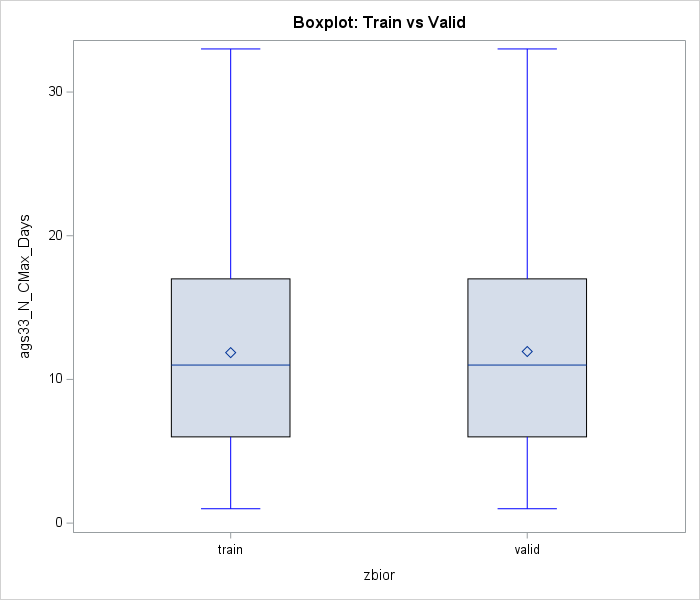 Boxplot: Train vs Valid
ags33_N_CMax_Days
30
20
10
0
train
valid
zbior